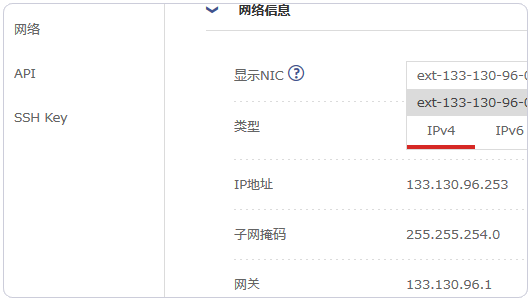 网络
API
SSH Key
网络信息
显示NIC ?
ext-133-130-96-
ext-133-130-96-
类型
IPv4 IPv6
IP地址 133.130.96.253
子网掩码 255.255.254.0
网关 133.130.96.1